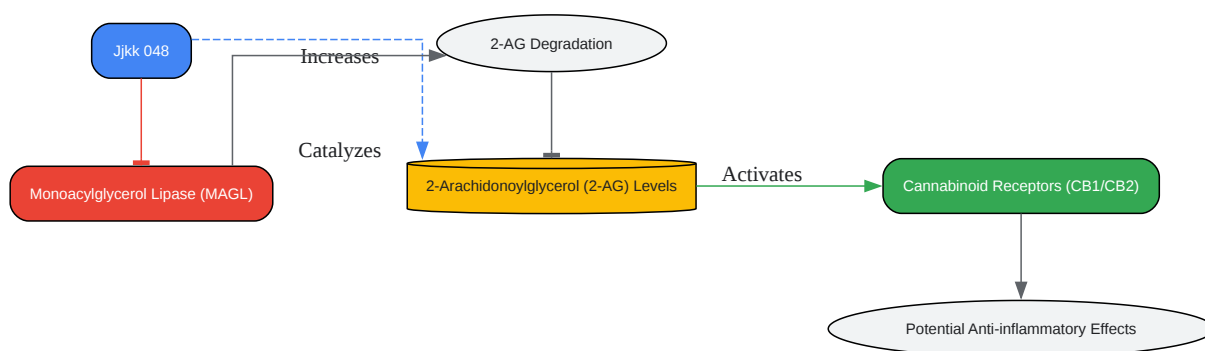 Jjkk 048
2-AG Degradation
Increases
Catalyzes
Monoacylglycerol Lipase (MAGL)
2-Arachidonoylglycerol (2-AG) Levels
Activates
Cannabinoid Receptors (CB1/CB2)
Potential Anti-inflammatory Effects